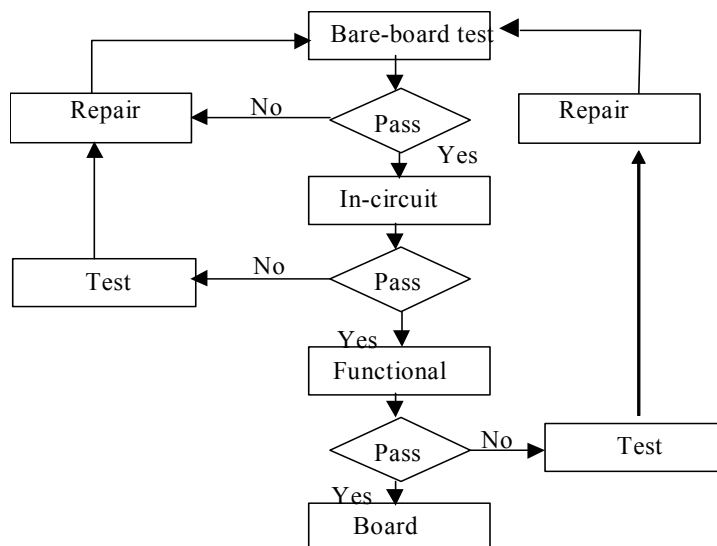 Bare-board test
Repair
No
Pass
Repair
Yes
In-circuit
Test
No
Pass
Yes
Functional
Pass
No
Test
Yes
Board